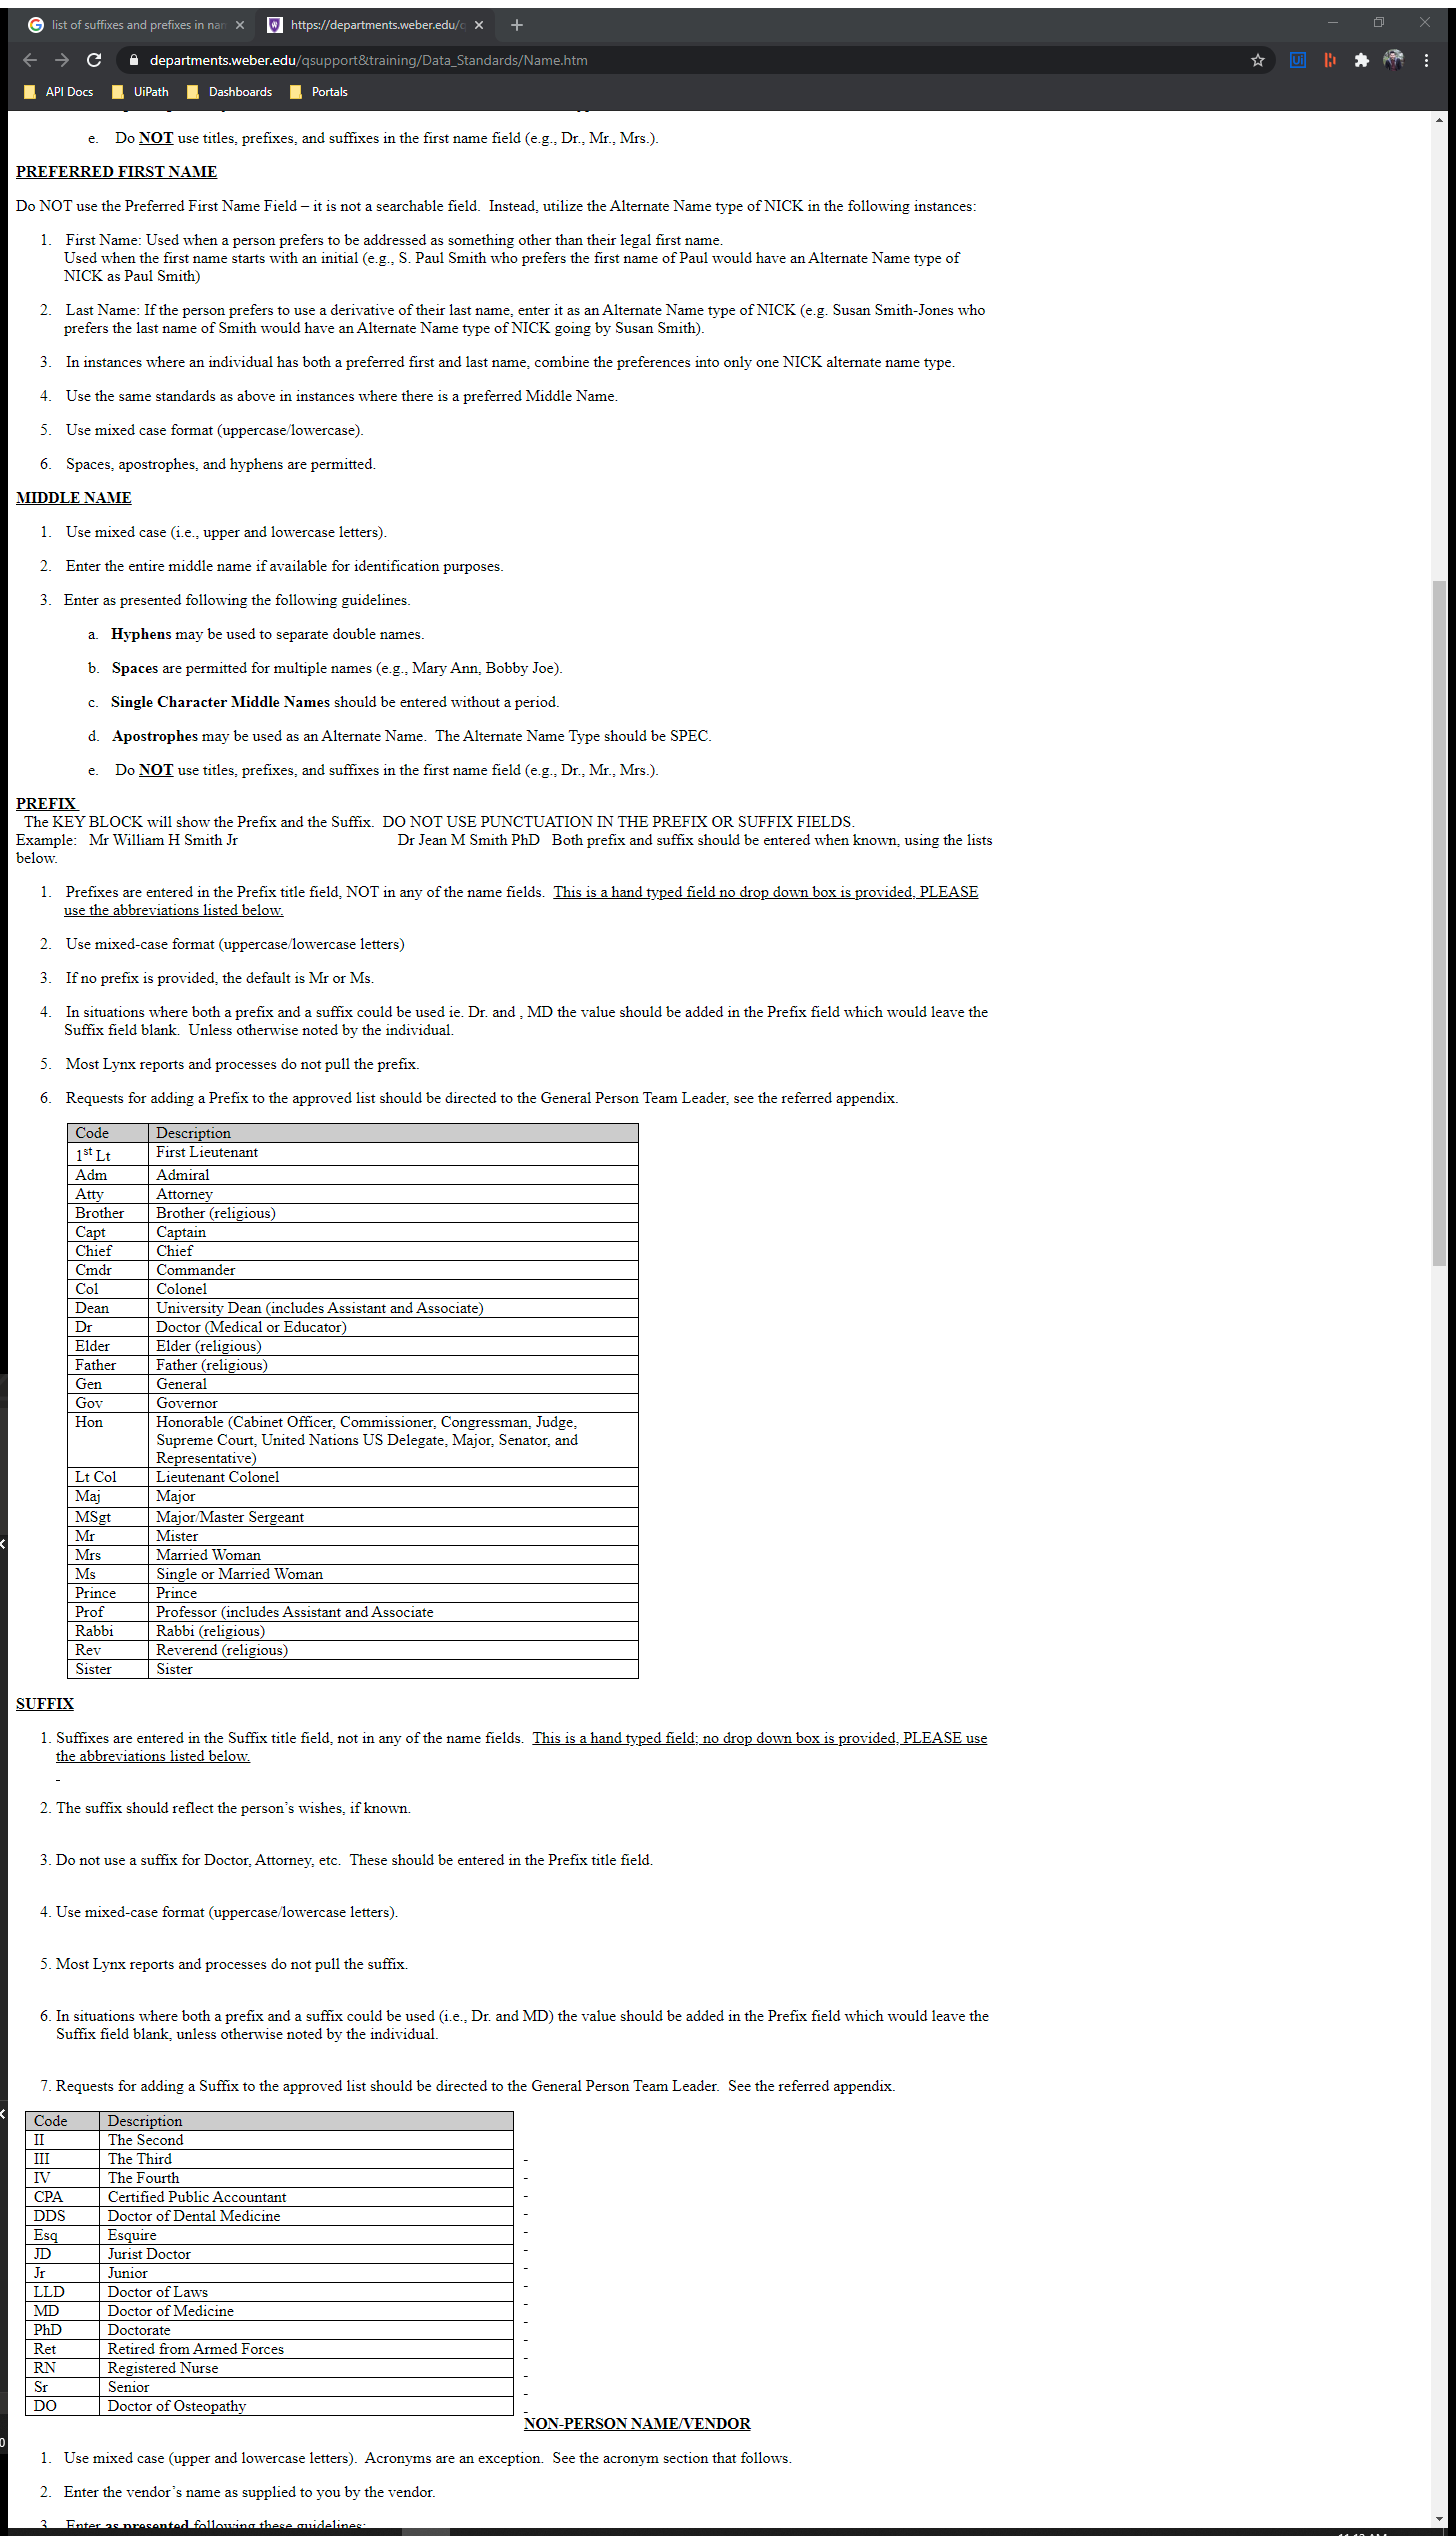 list of suffixes and prefixes in nam
https://departments.weber.edu/q
departments.weber.edu/qsupport&training/Data_Standards/Name.htm
API Docs UiPath Dashboards Portals
e. Do NOT use titles, prefixes, and suffixes in the first name field (e.g., Dr., Mr., Mrs.).
PREFERRED FIRST NAME
Do NOT use the Preferred First Name Field – it is not a searchable field. Instead, utilize the Alternate Name type of NICK in the following instances:
1. First Name: Used when a person prefers to be addressed as something other than their legal first name.
Used when the first name starts with an initial (e.g., S. Paul Smith who prefers the first name of Paul would have an Alternate Name type of
NICK as Paul Smith)
2. Last Name: If the person prefers to use a derivative of their last name, enter it as an Alternate Name type of NICK (e.g. Susan Smith-Jones who
prefers the last name of Smith would have an Alternate Name type of NICK going by Susan Smith).
3. In instances where an individual has both a preferred first and last name, combine the preferences into only one NICK alternate name type.
4. Use the same standards as above in instances where there is a preferred Middle Name.
5. Use mixed case format (uppercase/lowercase).
6. Spaces, apostrophes, and hyphens are permitted.
MIDDLE NAME
1. Use mixed case (i.e., upper and lowercase letters).
2. Enter the entire middle name if available for identification purposes.
3. Enter as presented following the following guidelines.
a. Hyphens may be used to separate double names.
b. Spaces are permitted for multiple names (e.g., Mary Ann, Bobby Joe).
c. Single Character Middle Names should be entered without a period.
d. Apostrophes may be used as an Alternate Name. The Alternate Name Type should be SPEC.
e. Do NOT use titles, prefixes, and suffixes in the first name field (e.g., Dr., Mr., Mrs.).
PREFIX
The KEY BLOCK will show the Prefix and the Suffix. DO NOT USE PUNCTUATION IN THE PREFIX OR SUFFIX FIELDS.
Example: Mr William H Smith Jr Dr Jean M Smith PhD Both prefix and suffix should be entered when known, using the lists
below.
1. Prefixes are entered in the Prefix title field, NOT in any of the name fields. This is a hand typed field no drop down box is provided, PLEASE
use the abbreviations listed below.
2. Use mixed-case format (uppercase/lowercase letters)
3. If no prefix is provided, the default is Mr or Ms.
4. In situations where both a prefix and a suffix could be used ie. Dr. and , MD the value should be added in the Prefix field which would leave the
Suffix field blank. Unless otherwise noted by the individual.
5. Most Lynx reports and processes do not pull the prefix.
6. Requests for adding a Prefix to the approved list should be directed to the General Person Team Leader, see the referred appendix.
Code Description
1st Lt First Lieutenant
Adm Admiral
Atty Attorney
Brother Brother (religious)
Capt Captain
Chief Chief
Cmdr Commander
Col Colonel
Dean University Dean (includes Assistant and Associate)
Dr Doctor (Medical or Educator)
Elder Elder (religious)
Father Father (religious)
Gen General
Gov Governor
Hon Honorable (Cabinet Officer, Commissioner, Congressman, Judge,
Supreme Court, United Nations US Delegate, Major, Senator, and
Representative)
Lt Col Lieutenant Colonel
Maj Major
MSgt Major/Master Sergeant
Mr Mister
Mrs Married Woman
Ms Single or Married Woman
Prince Prince
Prof Professor (includes Assistant and Associate
Rabbi Rabbi (religious)
Rev Reverend (religious)
Sister Sister
SUFFIX
1. Suffixes are entered in the Suffix title field, not in any of the name fields. This is a hand typed field; no drop down box is provided, PLEASE use
the abbreviations listed below.
2. The suffix should reflect the person's wishes, if known.
3. Do not use a suffix for Doctor, Attorney, etc. These should be entered in the Prefix title field.
4. Use mixed-case format (uppercase/lowercase letters).
5. Most Lynx reports and processes do not pull the suffix.
6. In situations where both a prefix and a suffix could be used (i.e., Dr. and MD) the value should be added in the Prefix field which would leave the
Suffix field blank, unless otherwise noted by the individual.
7. Requests for adding a Suffix to the approved list should be directed to the General Person Team Leader. See the referred appendix.
Code Description
II The Second
III The Third
IV The Fourth
CPA Certified Public Accountant
DDS Doctor of Dental Medicine
Esq Esquire
JD Jurist Doctor
Jr Junior
LLD Doctor of Laws
MD Doctor of Medicine
PhD Doctorate
Ret Retired from Armed Forces
RN Registered Nurse
Sr Senior
DO Doctor of Osteopathy
NON-PERSON NAME/VENDOR
1. Use mixed case (upper and lowercase letters). Acronyms are an exception. See the acronym section that follows.
2. Enter the vendor's name as supplied to you by the vendor.
3. Enter as presented following these guidelines: